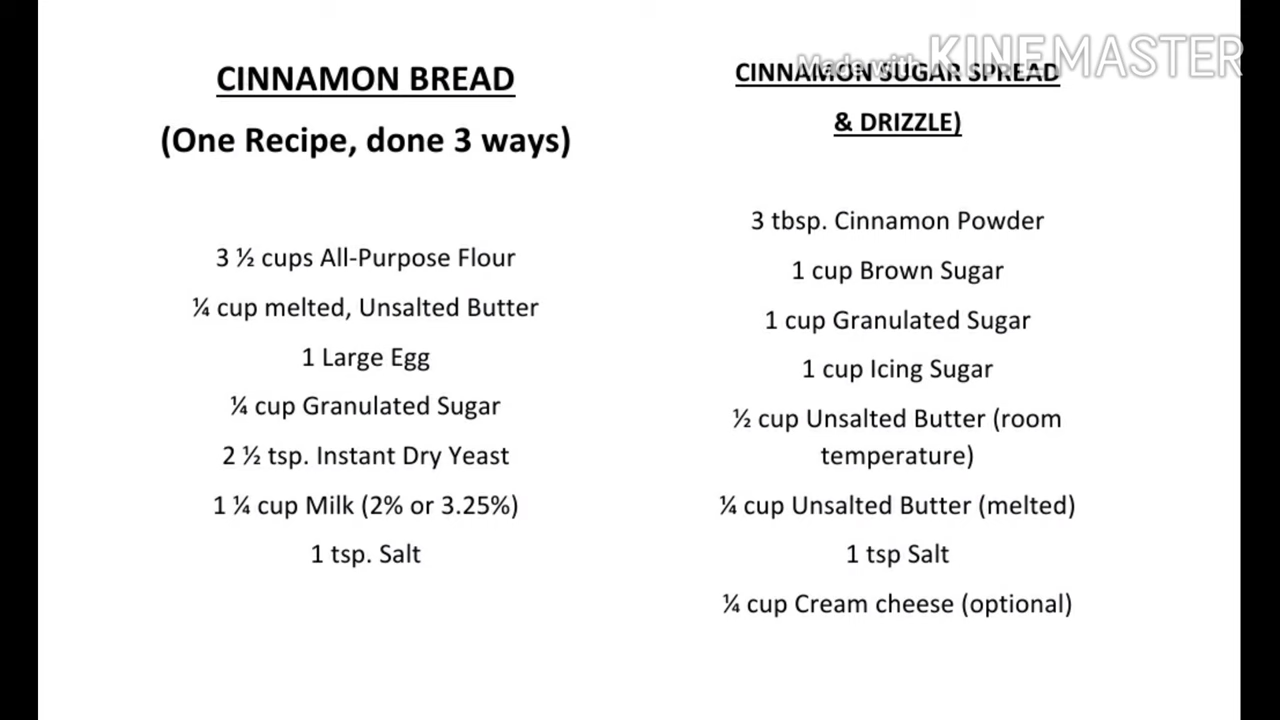 Made with KINEMASTER
CINNAMON BREAD
(One Recipe, done 3 ways)
3 ½ cups All-Purpose Flour
¼ cup melted, Unsalted Butter
1 Large Egg
¼ cup Granulated Sugar
2 ½ tsp. Instant Dry Yeast
1 ¼ cup Milk (2% or 3.25%)
1 tsp. Salt
CINNAMON SUGAR SPREAD
& DRIZZLE)
3 tbsp. Cinnamon Powder
1 cup Brown Sugar
1 cup Granulated Sugar
1 cup Icing Sugar
½ cup Unsalted Butter (room
temperature)
¼ cup Unsalted Butter (melted)
1 tsp Salt
¼ cup Cream cheese (optional)